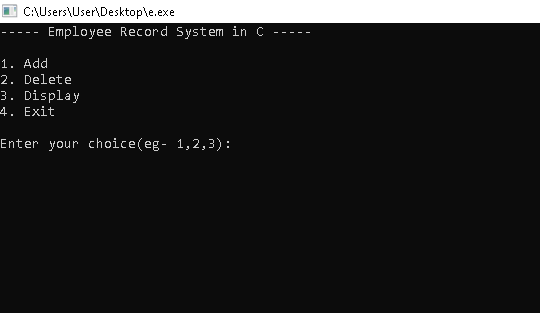 C:\Users\User\Desktop\e.exe
----- Employee Record System in C -----
1. Add
2. Delete
3. Display
4. Exit
Enter your choice(eg- 1,2,3):